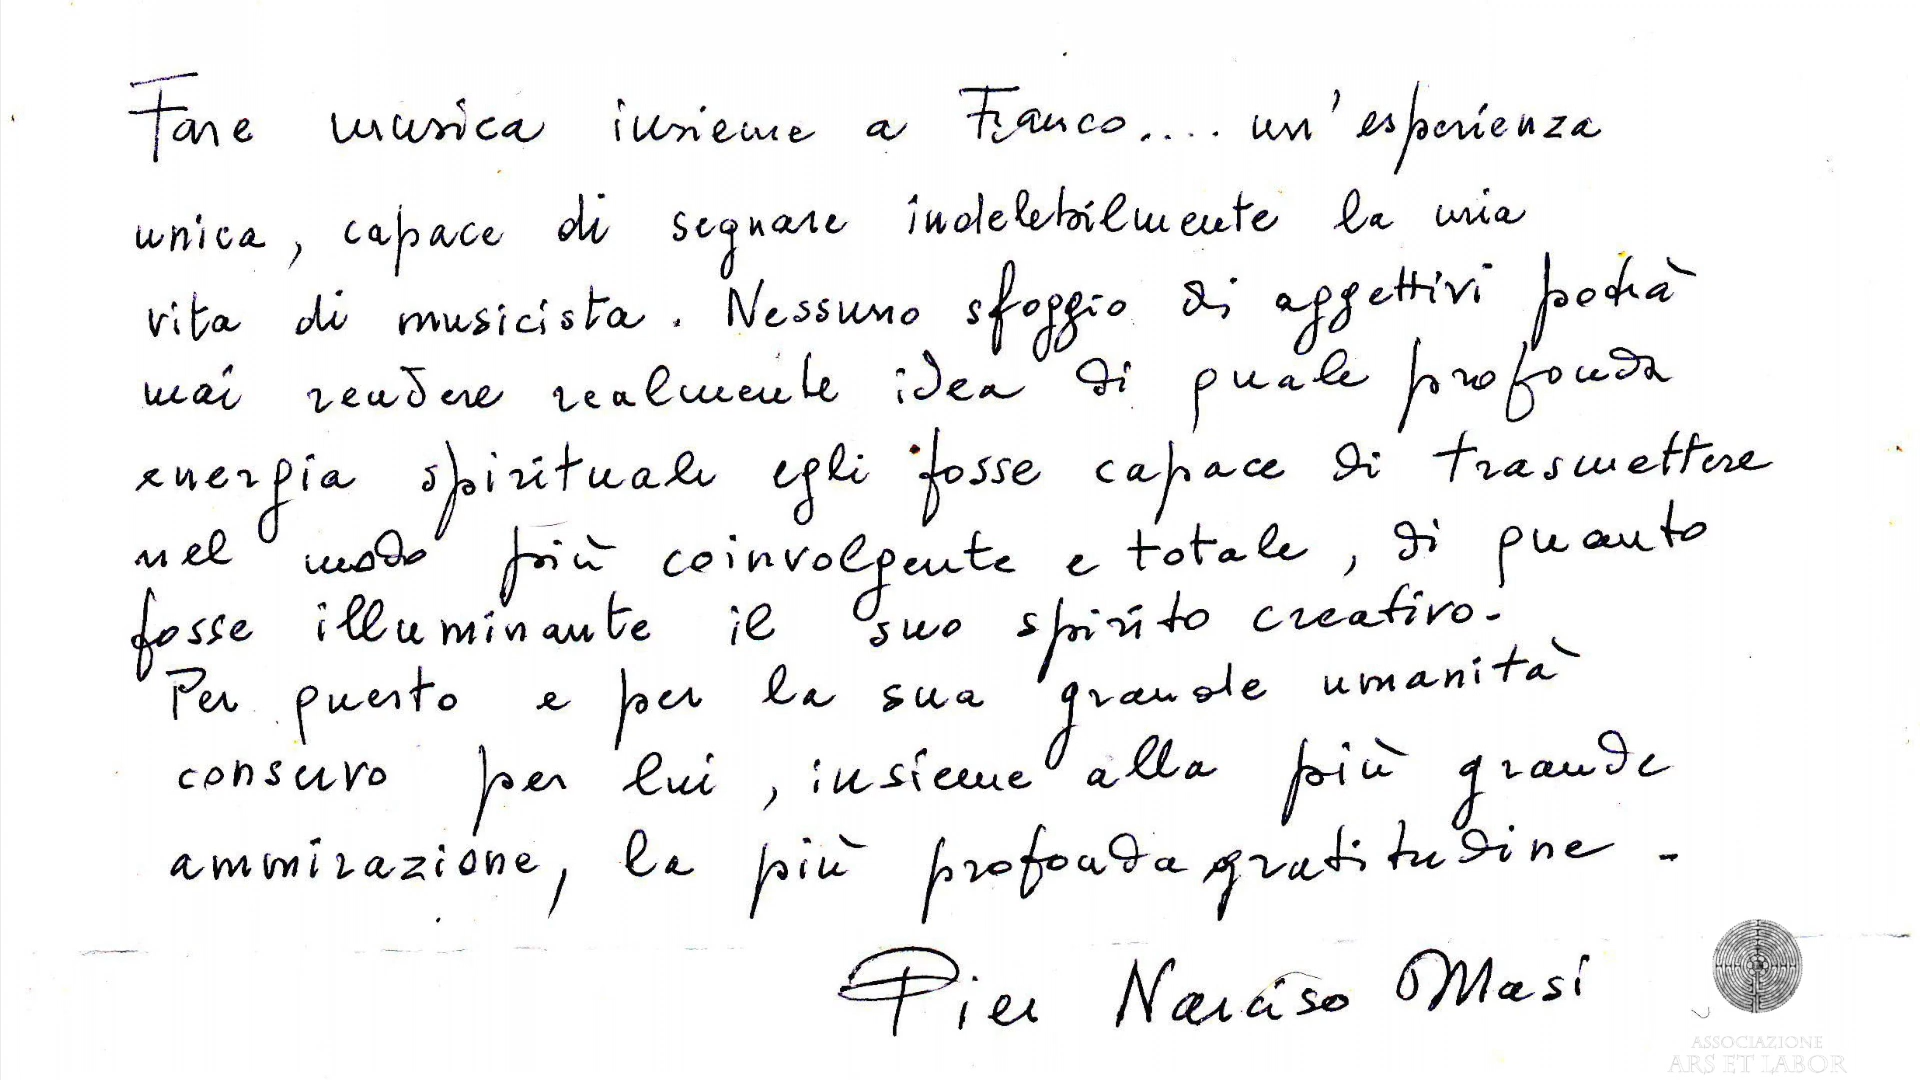 Fare musica insieme a Franco.... un'esperienza
unica, capace di segnare indelebilmente la mia
vita di musicista. Nessuno sfoggio di aggettivi potrà
mai rendere realmente idea di quale profonda
energia spirituale egli fosse capace di trasmettere
nel modo più coinvolgente e totale, di quanto
fosse illuminante il suo spirito creativo.
Per questo e per la sua grande umanità
conservo per lui, insieme alla più grande
ammirazione, la più profonda gratitudine.
Pier Narciso Masi
ASSOCIAZIONE
ARS ET LABOR